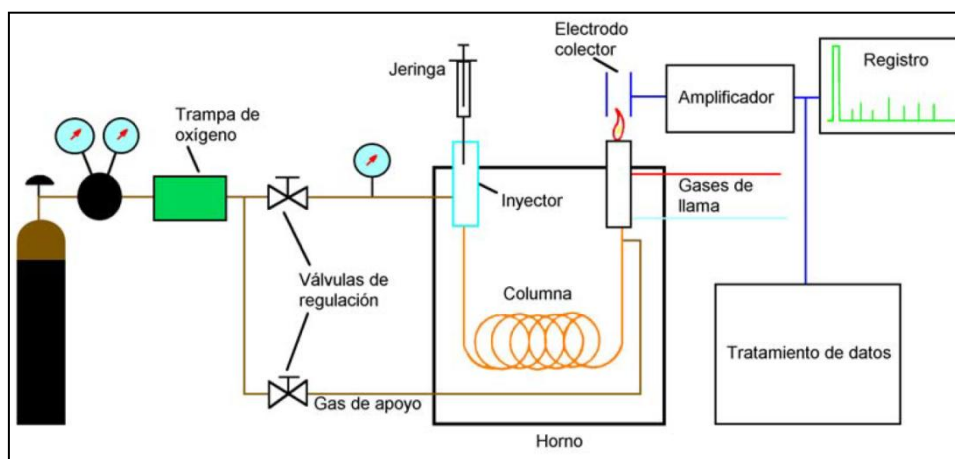 Electrodo
colector
Jeringa
Registro
Amplificador
Trampa de
oxígeno
Inyector
Gases de
llama
Válvulas de
regulación
Columna
Tratamiento de datos
Gas de apoyo
Horno